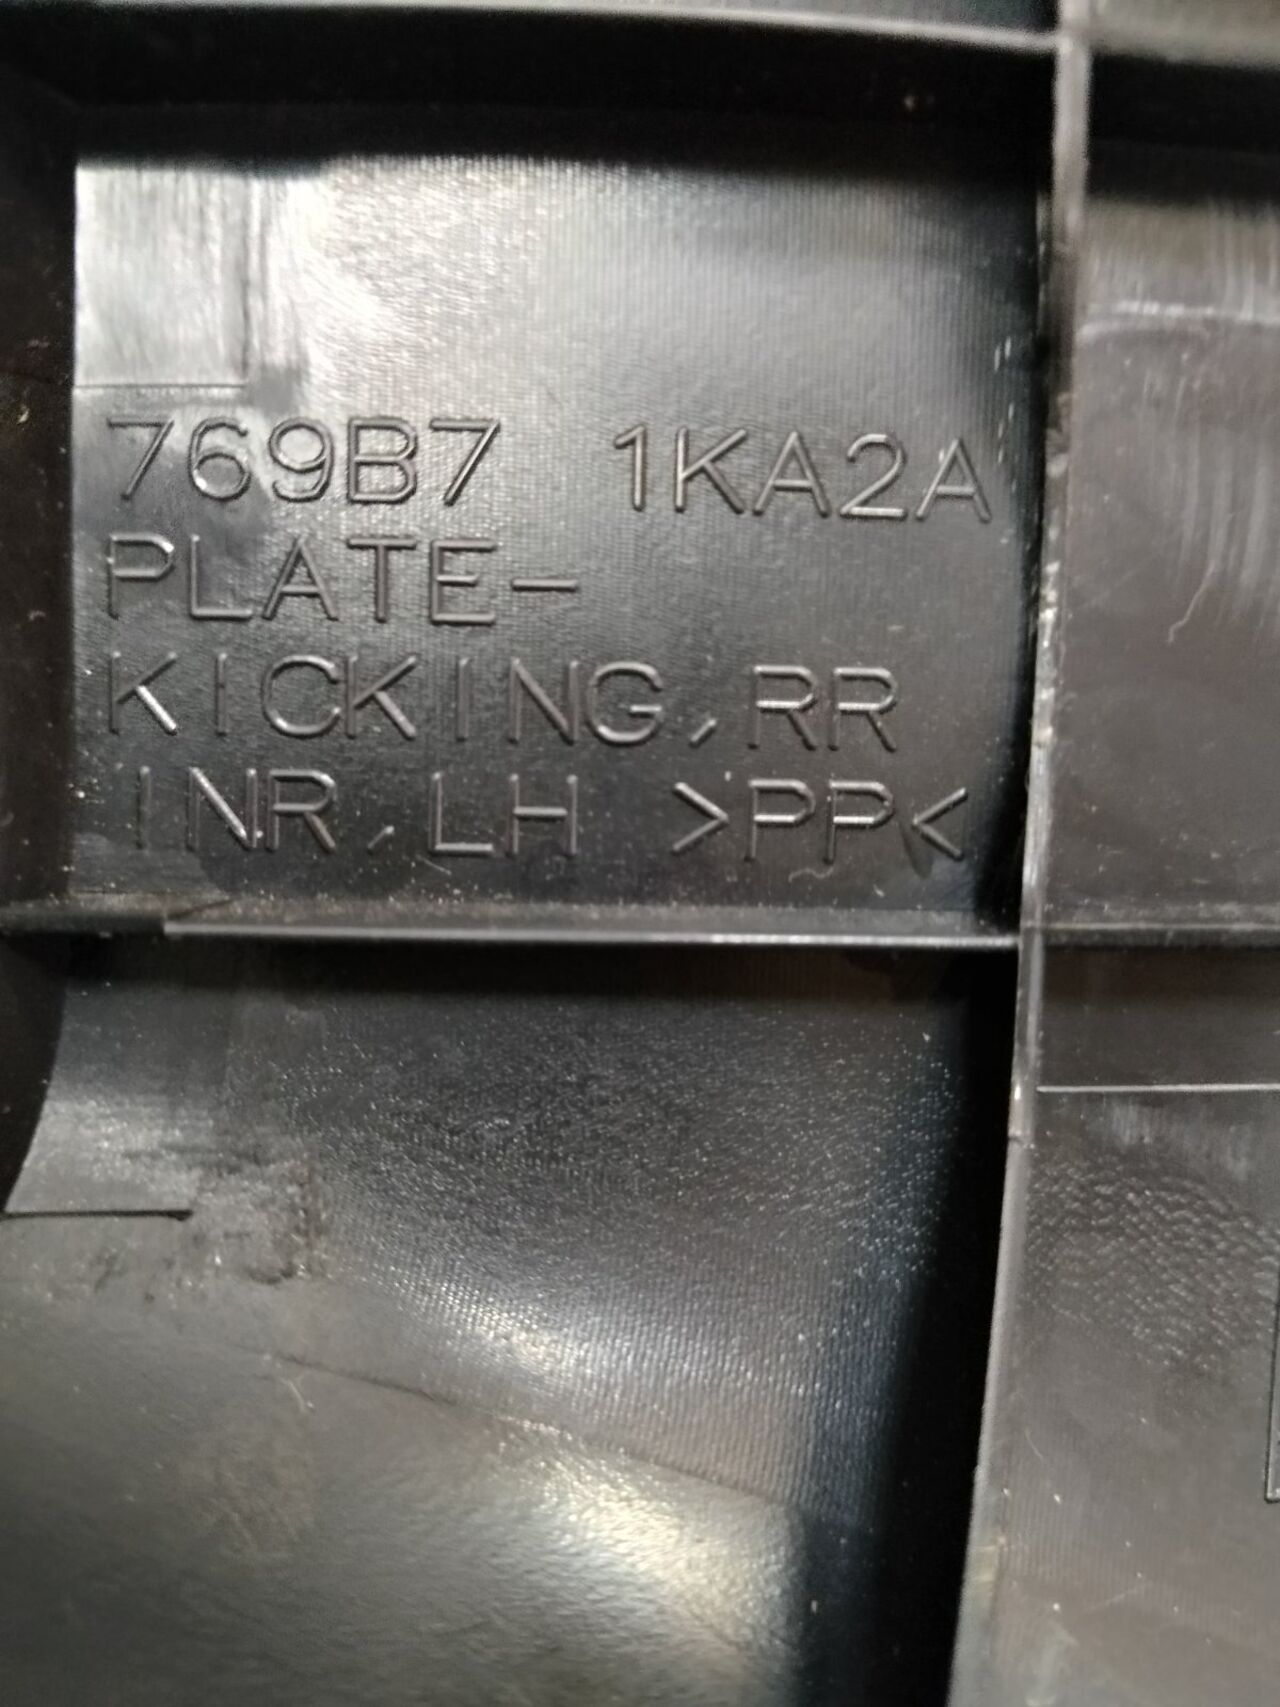 769B7 1KA2A
PLATE-
KICKING,RR
INR,LH >PP<